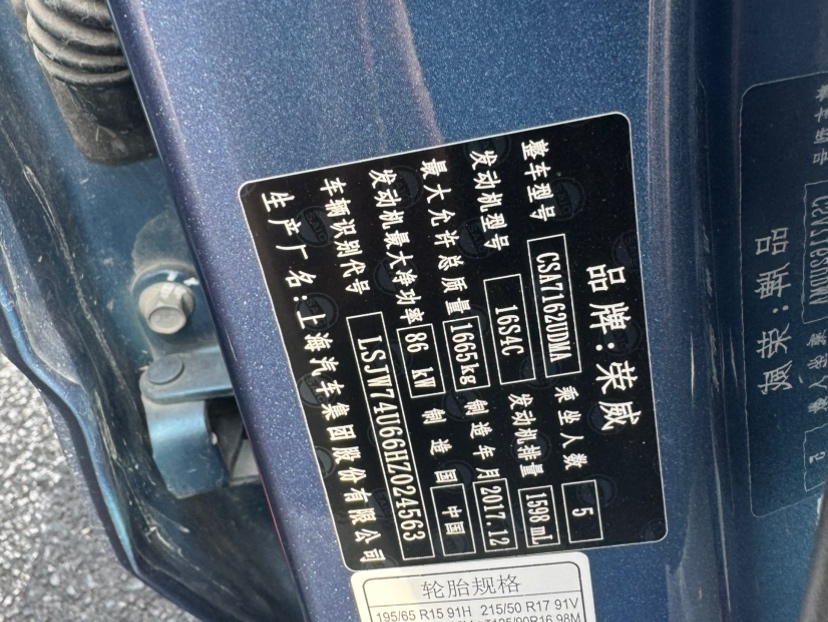 品牌:荣威
整车型号 CSA7162UDMA 乘坐人数 5
发动机型号 16S4C 发动机排量 1598 mL
最大允许总质量 1665kg 制造年月 2017.12
发动机最大净功率 86 kW 制造国 中国
车辆识别代号 LSJW74U66HZ024563
生产厂名:上海汽车集团股份有限公司
轮胎规格
195/65 R15 91H 215/50 R17 91V